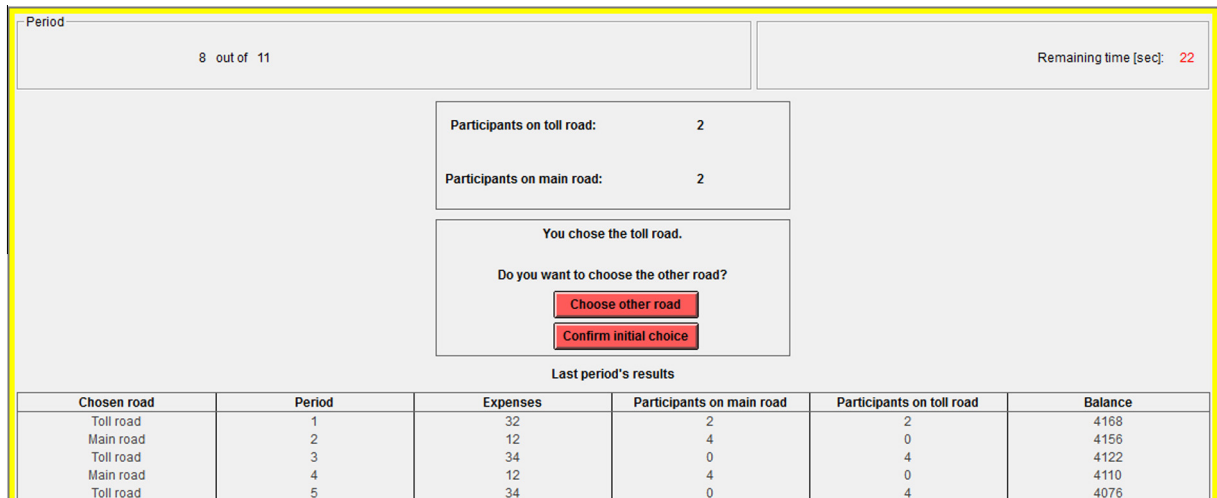 Period
8 out of 11
Remaining time [sec]: 22
Participants on toll road: 2
Participants on main road: 2
You chose the toll road.
Do you want to choose the other road?
Choose other road
Confirm initial choice
Last period's results
Chosen road Period Expenses Participants on main road Participants on toll road Balance
Toll road 1 32 2 2 4168
Main road 2 12 4 0 4156
Toll road 3 34 0 4 4122
Main road 4 12 4 0 4110
Toll road 5 34 0 4 4076